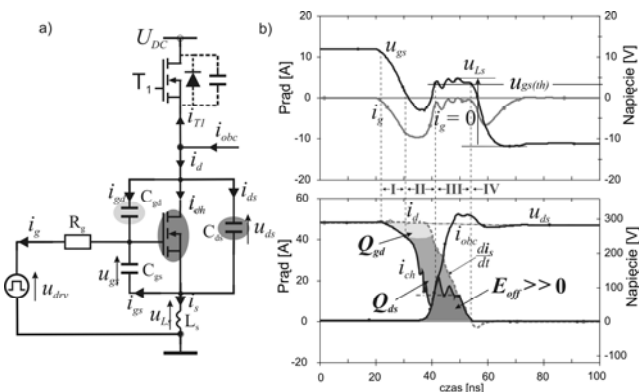 a)
U_DC
T_1
i_T1
i_obc
i_d
i_gd
C_gd
i_ch
i_ds
i_g
R_g
C_ds
u_ds
u_gs
C_gs
u_drv
i_gs
i_s
u_Ls
L_s
b)
Prąd [A]
Napięcie [V]
20
10
0
-10
-20
20
10
0
-10
-20
u_gs
u_Ls
u_gs(th)
i_g
i_g = 0
I II III IV
Prąd [A]
Napięcie [V]
60
40
20
0
-20
300
200
100
0
-100
i_d
u_ds
Q_gd
i_obc
di_s
dt
i_ch
Q_ds
E_off >> 0
0 20 40 60 80 100
czas [ns]